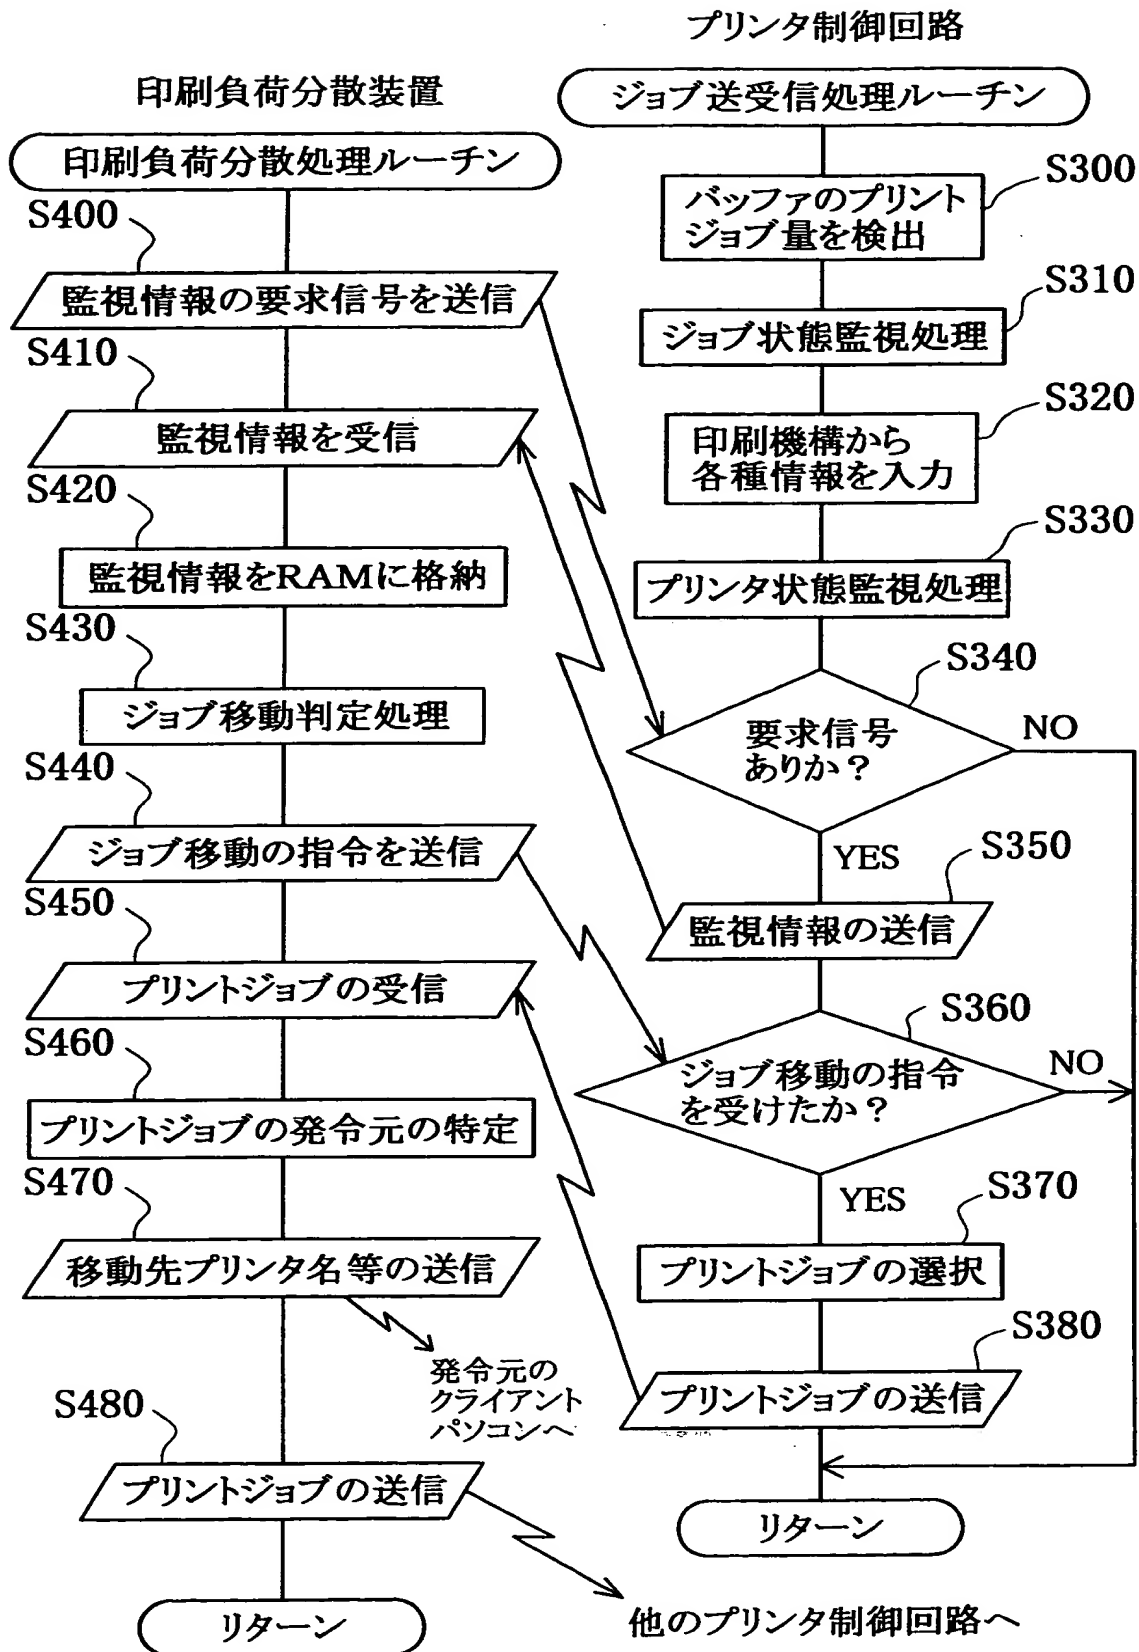 印刷負荷分散装置
印刷負荷分散処理ルーチン
S400
監視情報の要求信号を送信
S410
監視情報を受信
S420
監視情報をRAMに格納
S430
ジョブ移動判定処理
S440
ジョブ移動の指令を送信
S450
プリントジョブの受信
S460
プリントジョブの発令元の特定
S470
移動先プリンタ名等の送信
発令元の
クライアント
パソコンへ
S480
プリントジョブの送信
他のプリンタ制御回路へ
リターン
プリンタ制御回路
ジョブ送受信処理ルーチン
S300
バッファのプリント
ジョブ量を検出
S310
ジョブ状態監視処理
S320
印刷機構から
各種情報を入力
S330
プリンタ状態監視処理
S340
要求信号
ありか?
NO
YES
S350
監視情報の送信
S360
ジョブ移動の指令
を受けたか?
NO
YES
S370
プリントジョブの選択
S380
プリントジョブの送信
リターン